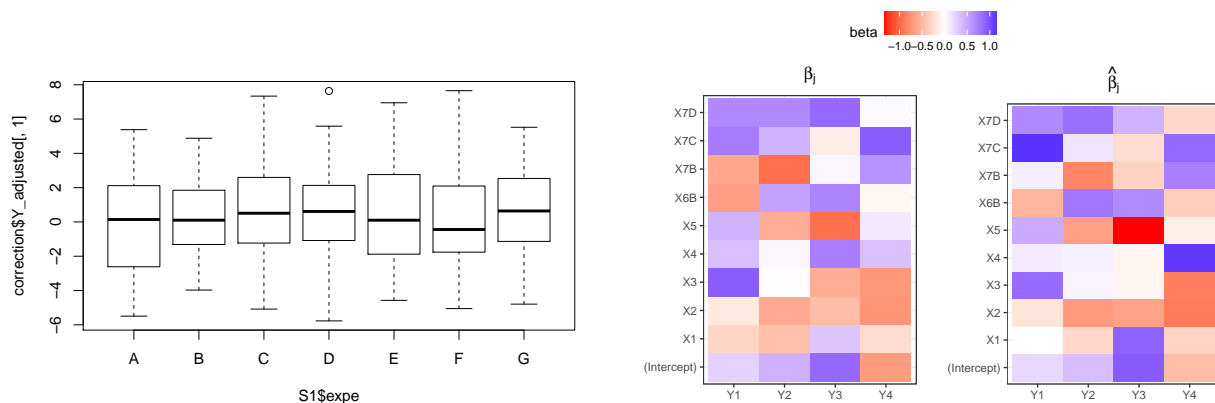 correction$Y_adjusted[, 1]
8
6
4
2
0
−2
−4
−6
A B C D E F G
S1$expe
beta
−1.0 −0.5 0.0 0.5 1.0
βj
X7D
X7C
X7B
X6B
X5
X4
X3
X2
X1
(Intercept)
Y1 Y2 Y3 Y4
β̂j
X7D
X7C
X7B
X6B
X5
X4
X3
X2
X1
(Intercept)
Y1 Y2 Y3 Y4